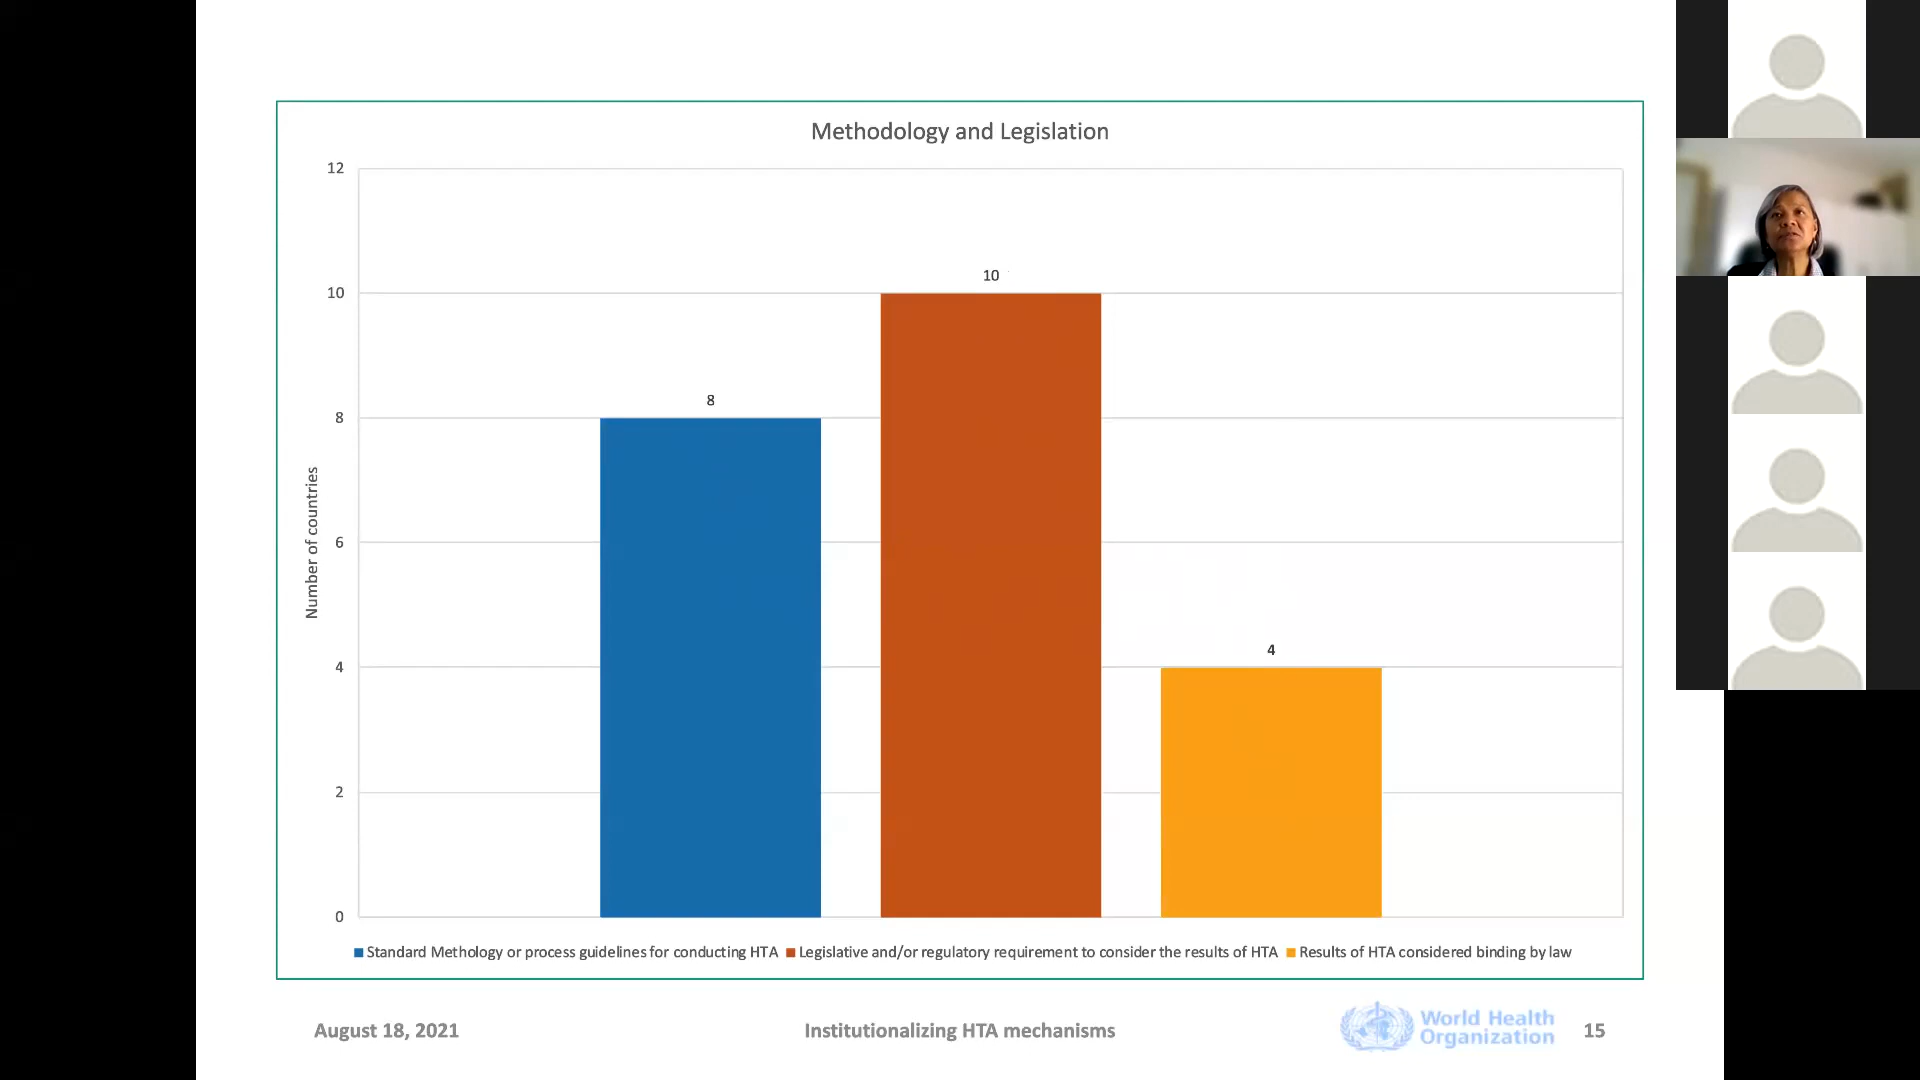 Methodology and Legislation
12
10
8
6
4
2
0
Number of countries
8
10
4
Standard Methology or process guidelines for conducting HTA
Legislative and/or regulatory requirement to consider the results of HTA
Results of HTA considered binding by law
August 18, 2021
Institutionalizing HTA mechanisms
World Health
Organization
15